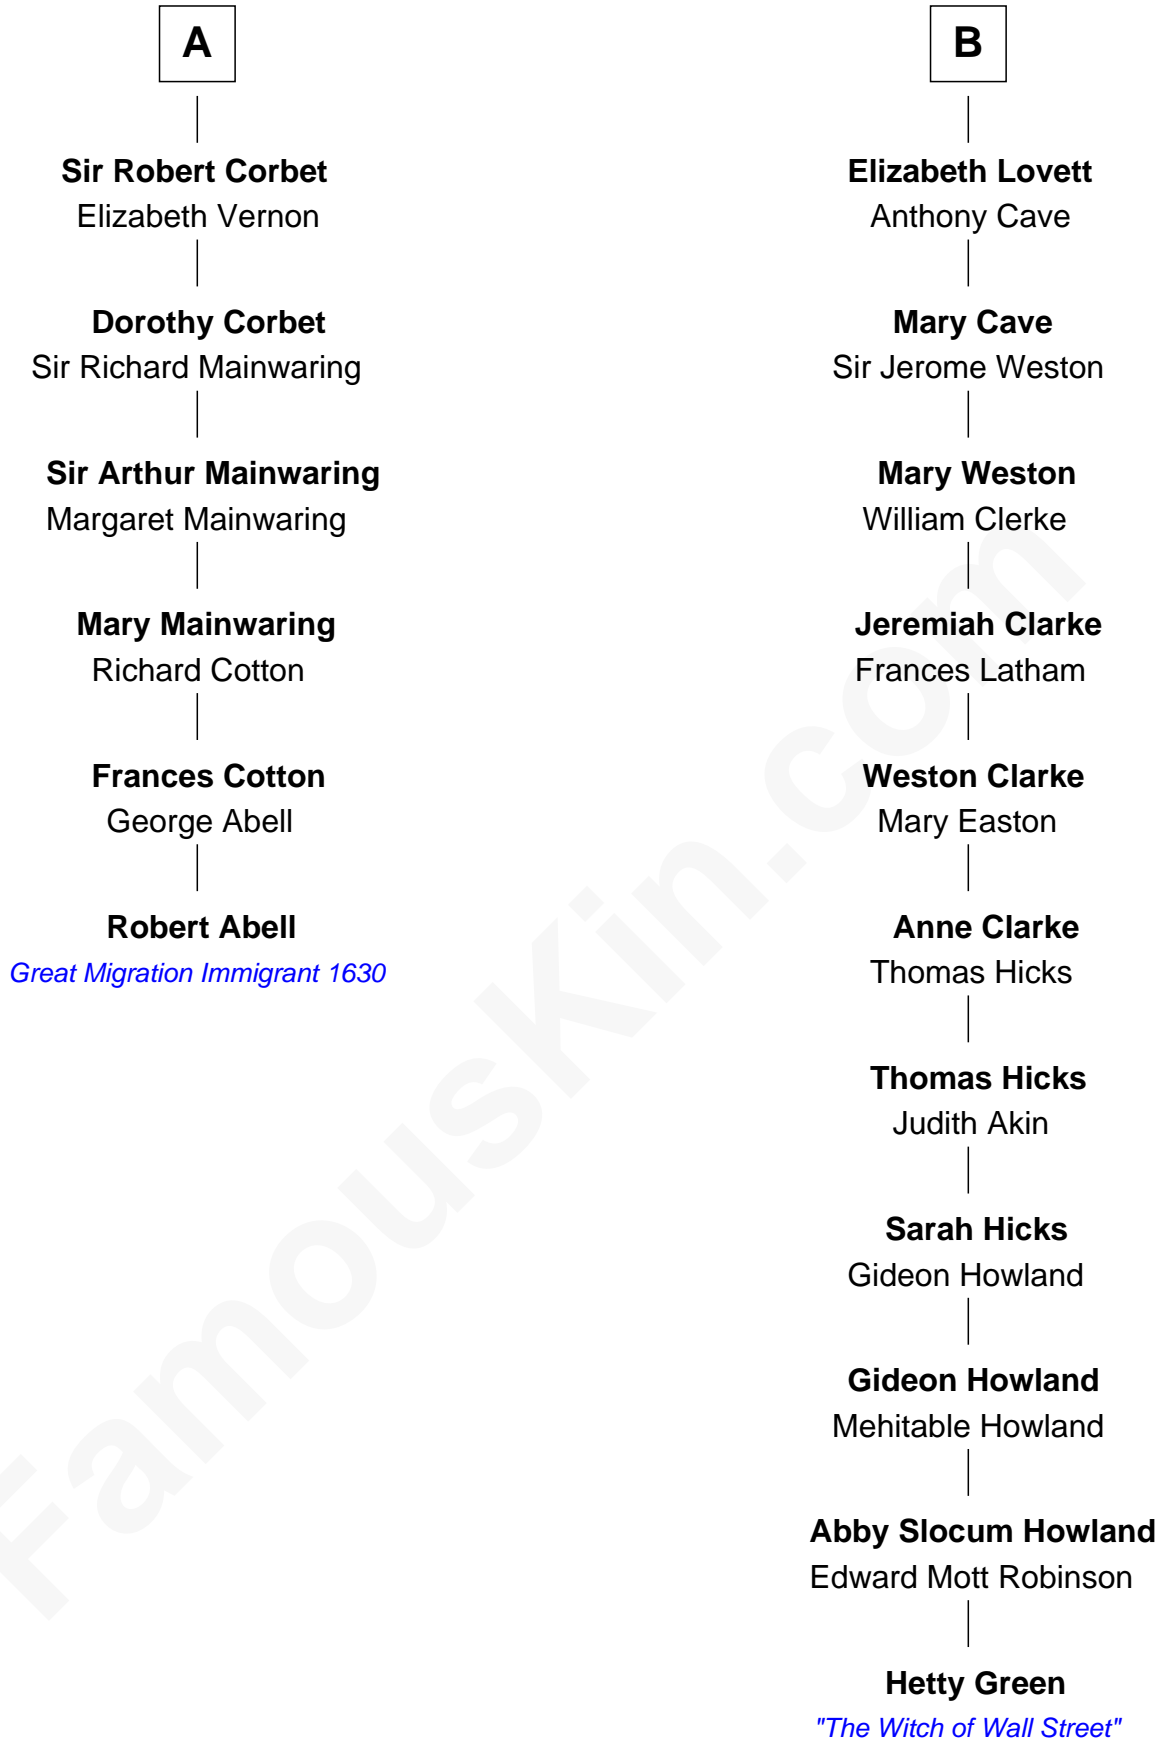 A
Sir Robert Corbet
Elizabeth Vernon
Dorothy Corbet
Sir Richard Mainwaring
Sir Arthur Mainwaring
Margaret Mainwaring
Mary Mainwaring
Richard Cotton
Frances Cotton
George Abell
Robert Abell
Great Migration Immigrant 1630
B
Elizabeth Lovett
Anthony Cave
Mary Cave
Sir Jerome Weston
Mary Weston
William Clerke
Jeremiah Clarke
Frances Latham
Weston Clarke
Mary Easton
Anne Clarke
Thomas Hicks
Thomas Hicks
Judith Akin
Sarah Hicks
Gideon Howland
Gideon Howland
Mehitable Howland
Abby Slocum Howland
Edward Mott Robinson
Hetty Green
"The Witch of Wall Street"
FamousKin.com